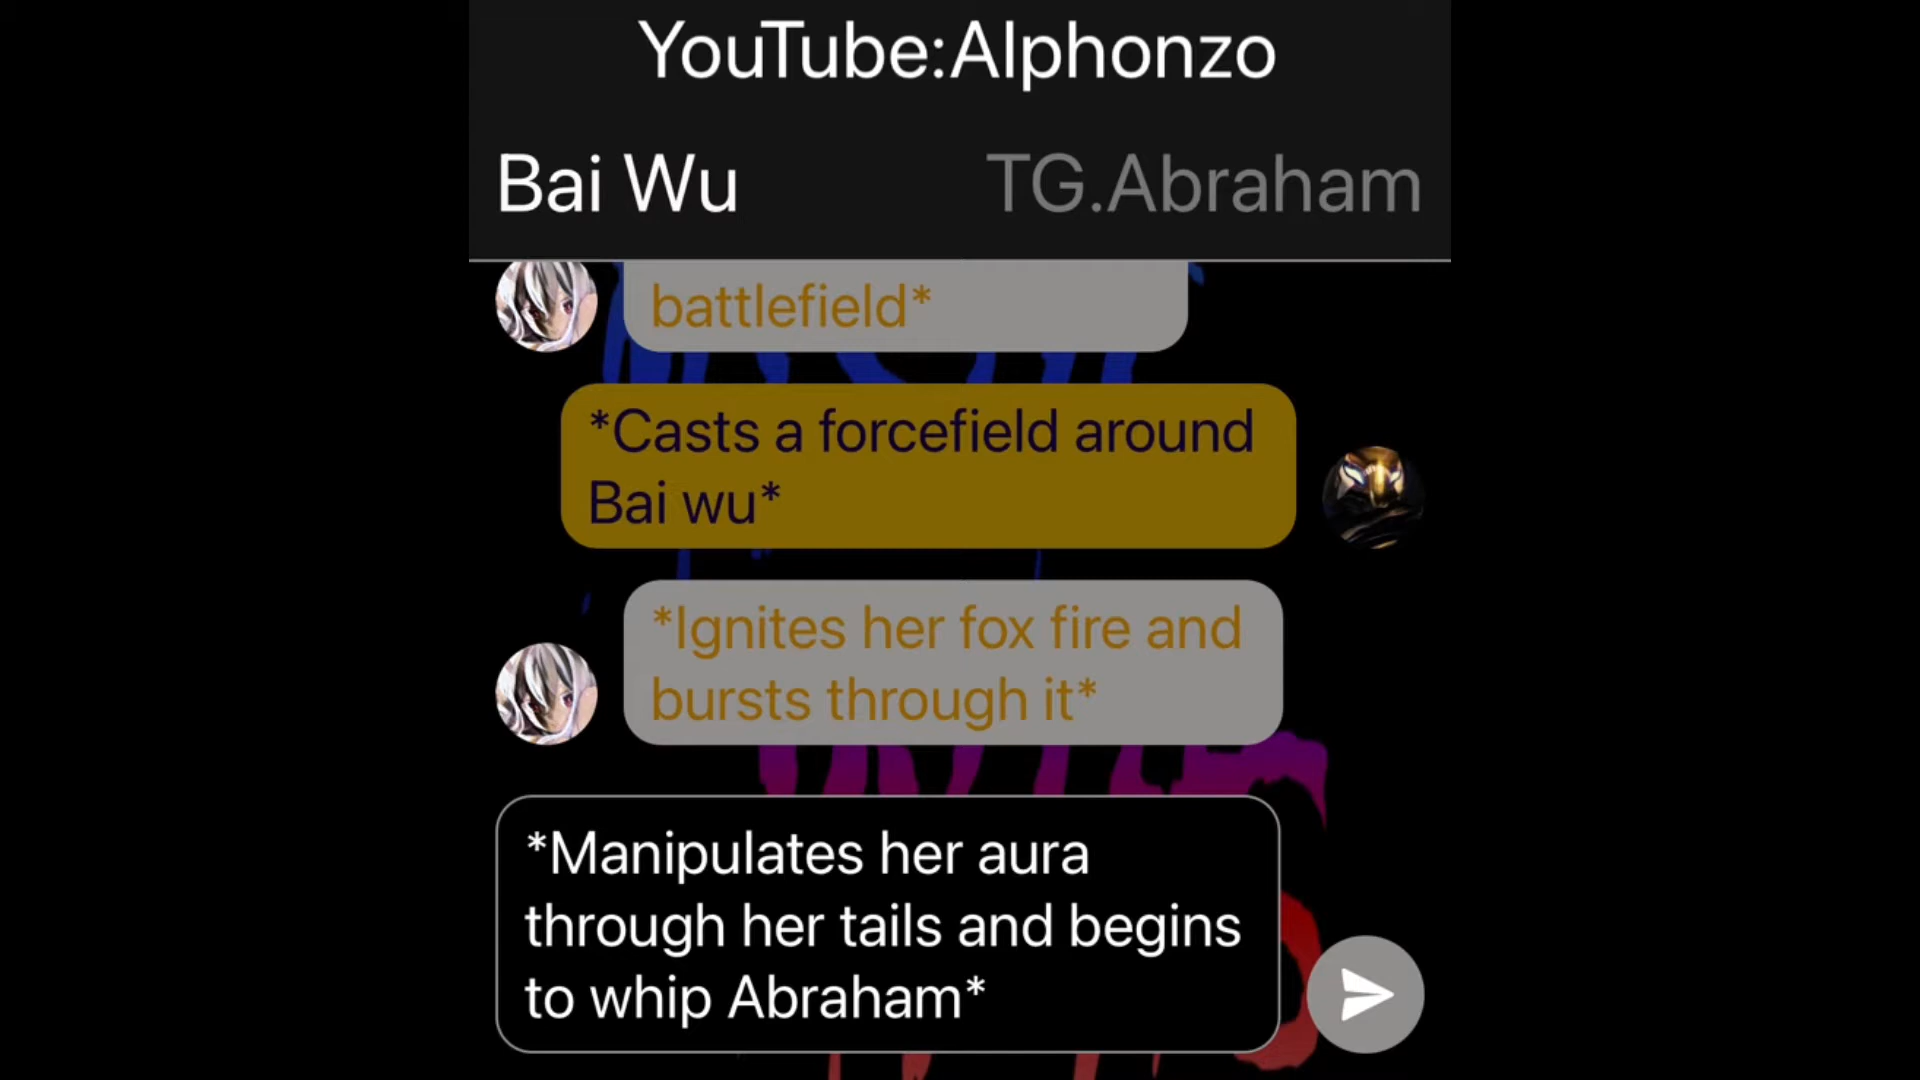 YouTube:Alphonzo
Bai Wu
TG.Abraham
battlefield*
*Casts a forcefield around
Bai wu*
*Ignites her fox fire and
bursts through it*
*Manipulates her aura
through her tails and begins
to whip Abraham*